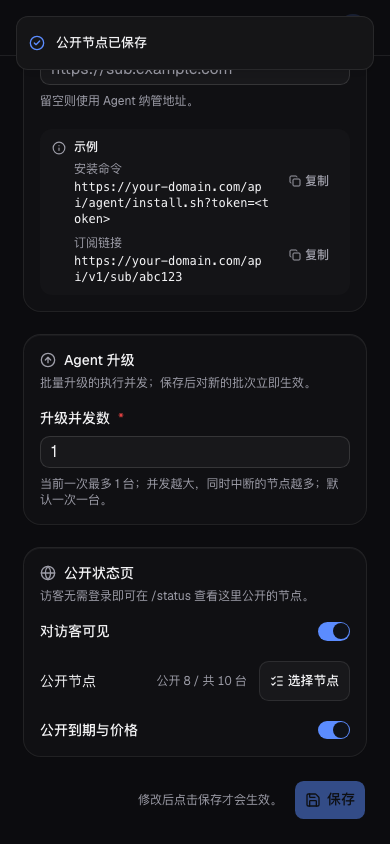 公开节点已保存
https://sub.example.com
留空则使用 Agent 纳管地址。
示例
安装命令
https://your-domain.com/ap
i/agent/install.sh?token=<t
oken>
复制
订阅链接
https://your-domain.com/ap
i/v1/sub/abc123
复制
Agent 升级
批量升级的执行并发；保存后对新的批次立即生效。
升级并发数 *
1
当前一次最多 1 台；并发越大，同时中断的节点越多；默
认一次一台。
公开状态页
访客无需登录即可在 /status 查看这里公开的节点。
对访客可见
公开节点 公开 8 / 共 10 台 选择节点
公开到期与价格
修改后点击保存才会生效。 保存